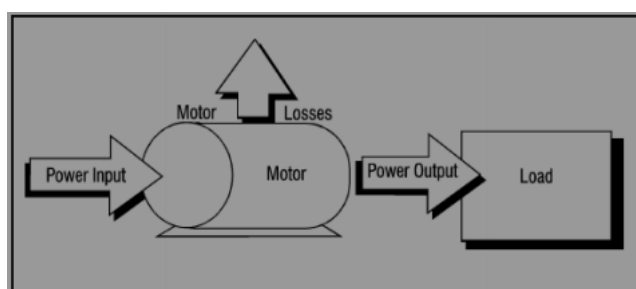 Motor Losses
Power Input
Motor
Power Output
Load